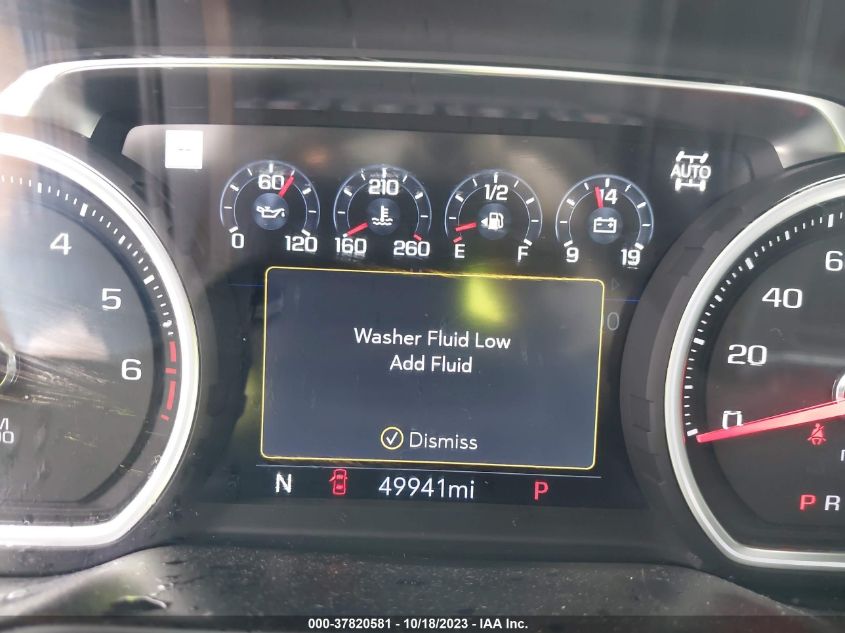 60
0 120
210
160 260
1/2
E F
14
9 19
AUTO
4
5
6
60
40
20
0
Washer Fluid Low
Add Fluid
Dismiss
N 49941mi P
P R
000-37820581 - 10/18/2023 - IAA Inc.